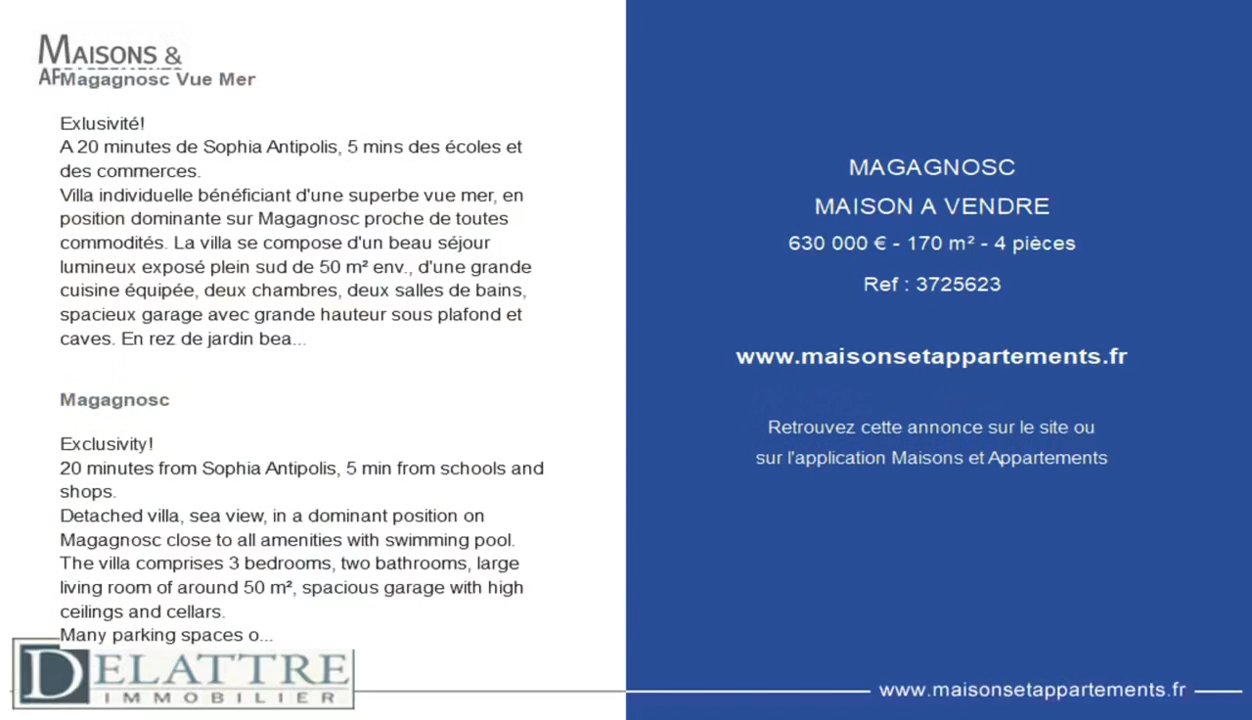 MAISONS &
AP
Magagnosc Vue Mer
Exlusivité!
A 20 minutes de Sophia Antipolis, 5 mins des écoles et
des commerces.
Villa individuelle bénéficiant d'une superbe vue mer, en
position dominante sur Magagnosc proche de toutes
commodités. La villa se compose d'un beau séjour
lumineux exposé plein sud de 50 m² env., d'une grande
cuisine équipée, deux chambres, deux salles de bains,
spacieux garage avec grande hauteur sous plafond et
caves. En rez de jardin bea...
Magagnosc
Exclusivity!
20 minutes from Sophia Antipolis, 5 min from schools and
shops.
Detached villa, sea view, in a dominant position on
Magagnosc close to all amenities with swimming pool.
The villa comprises 3 bedrooms, two bathrooms, large
living room of around 50 m², spacious garage with high
ceilings and cellars.
Many parking spaces o...
DELATTRE
IMMOBILIER
MAGAGNOSC
MAISON A VENDRE
630 000 € - 170 m² - 4 pièces
Ref : 3725623
www.maisonsetappartements.fr
Retrouvez cette annonce sur le site ou
sur l'application Maisons et Appartements
www.maisonsetappartements.fr